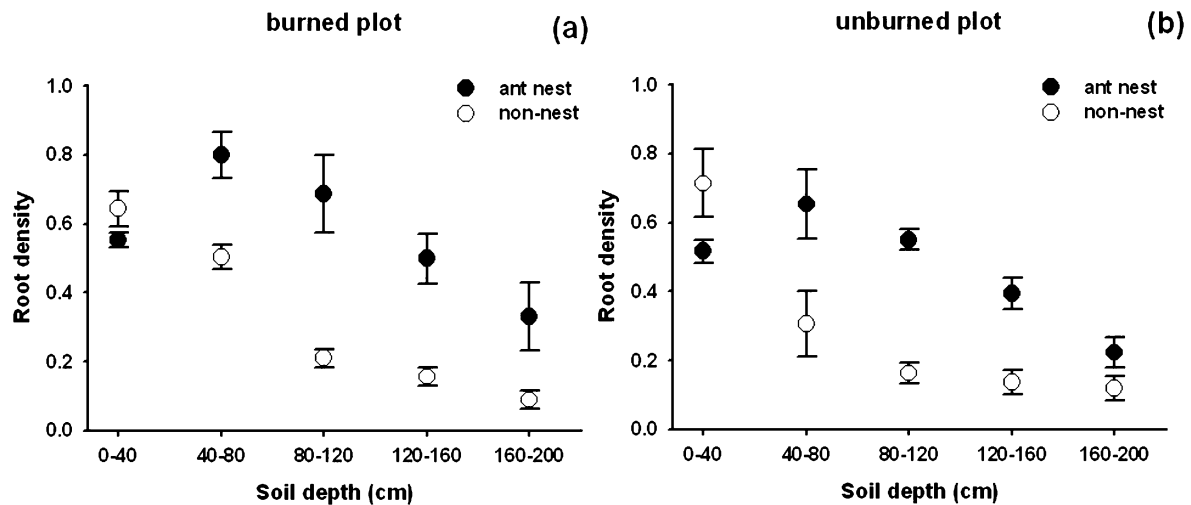 burned plot
(a)
ant nest
non-nest
1.0
0.8
0.6
0.4
0.2
0.0
Root density
0-40 40-80 80-120 120-160 160-200
Soil depth (cm)
unburned plot
(b)
ant nest
non-nest
1.0
0.8
0.6
0.4
0.2
0.0
Root density
0-40 40-80 80-120 120-160 160-200
Soil depth (cm)